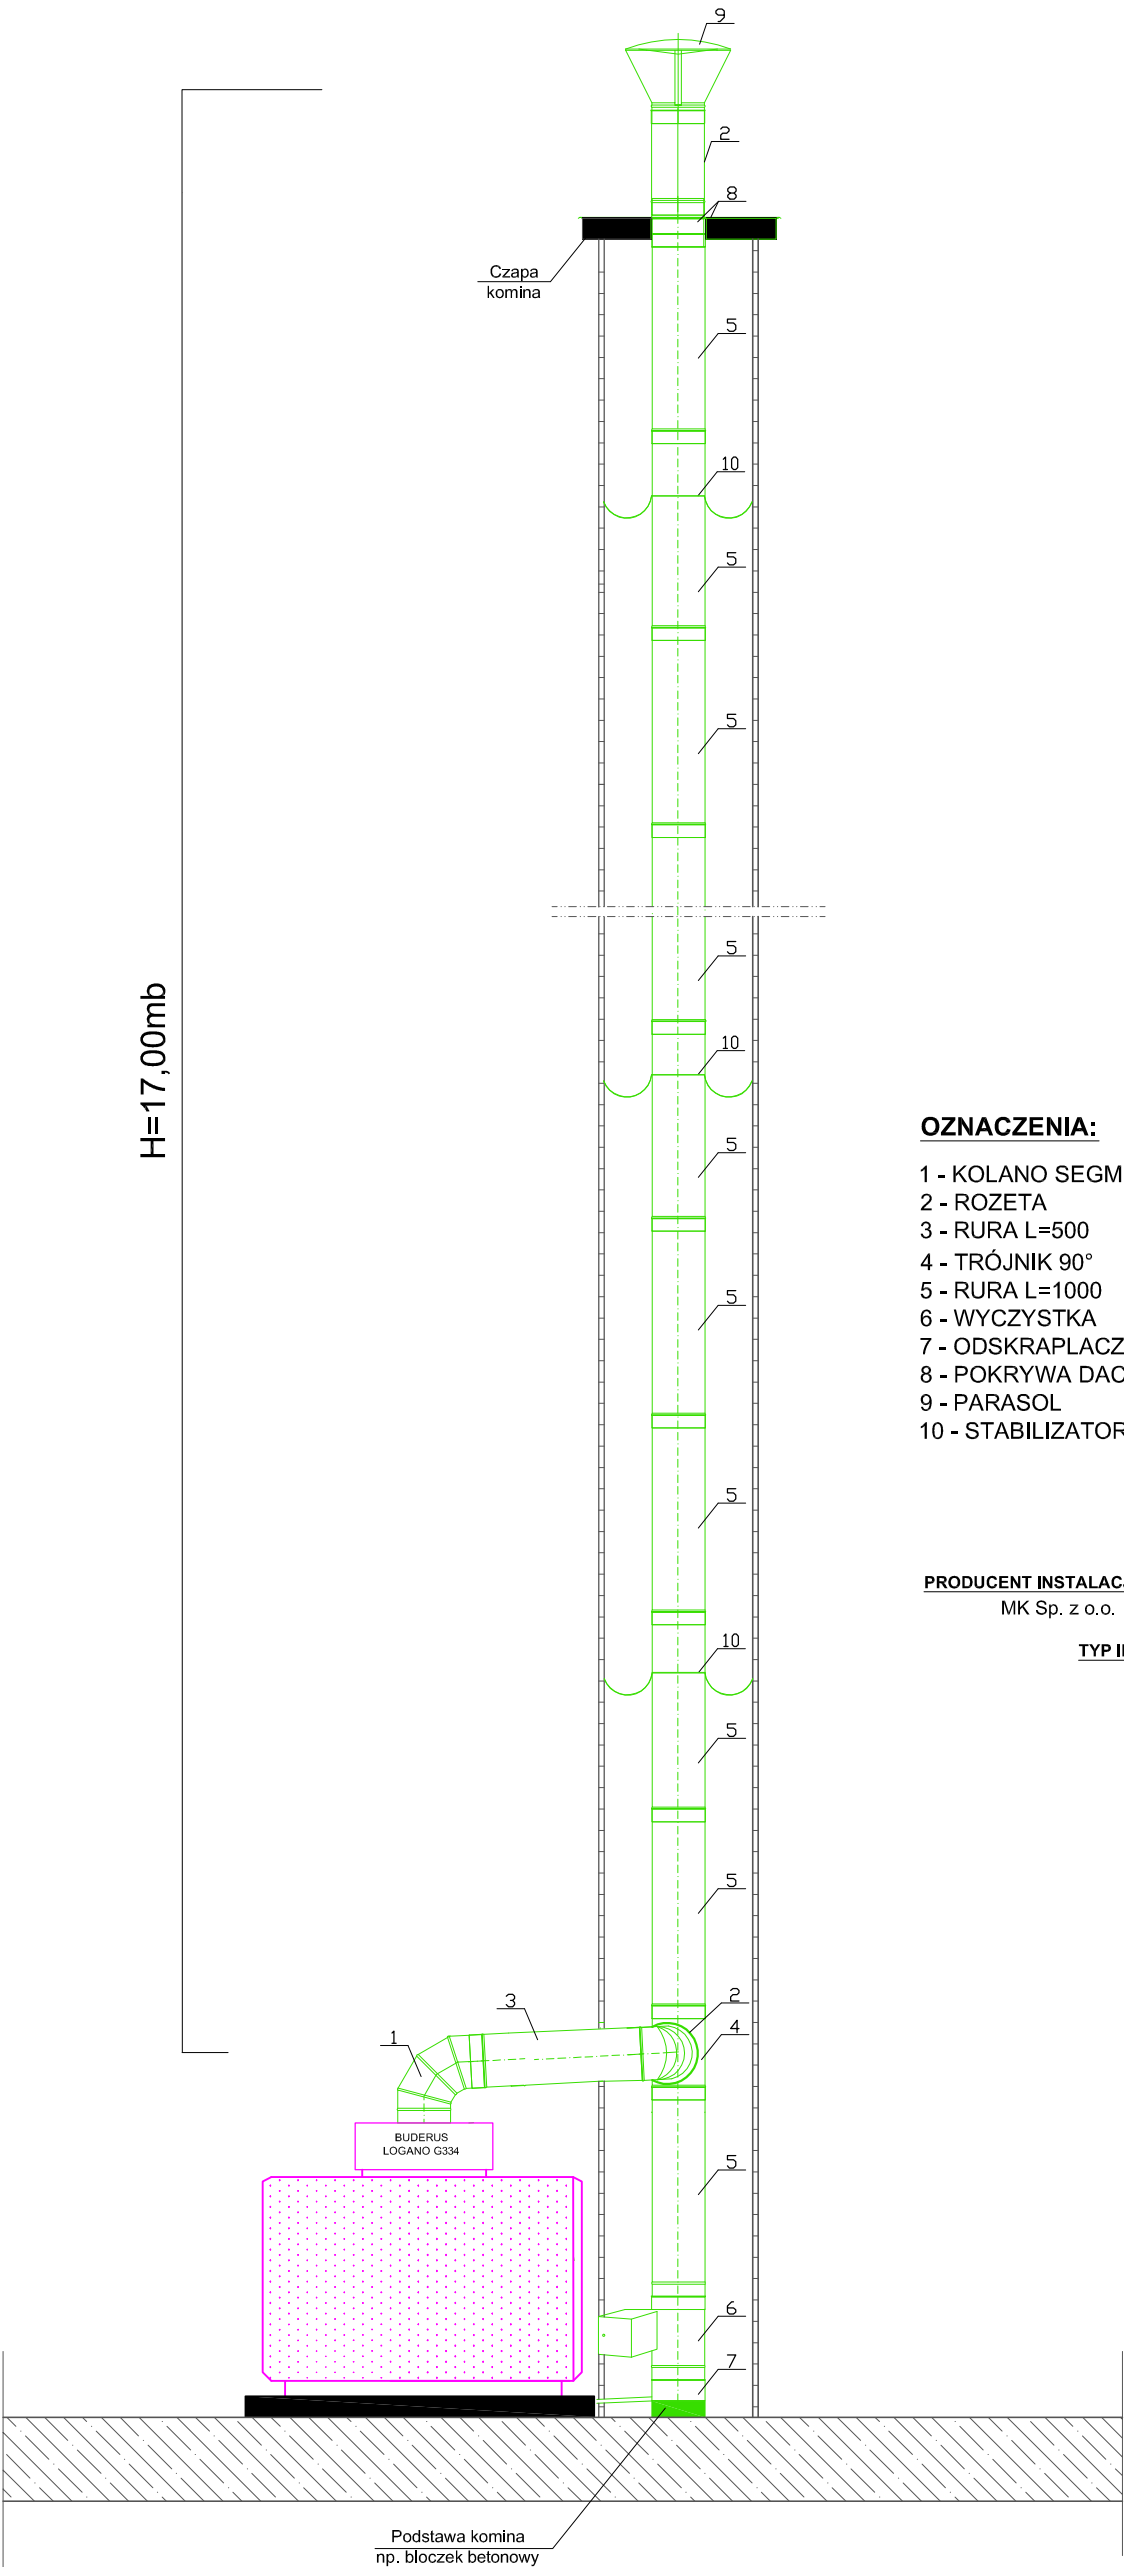 9
2
8
Czapa
komina
5
10
5
5
5
10
5
H=17,00mb
OZNACZENIA:
1 - KOLANO SEGM
2 - ROZETA
3 - RURA L=500
4 - TRÓJNIK 90°
5 - RURA L=1000
6 - WYCZYSTKA
7 - ODSKRAPLACZ
8 - POKRYWA DAC
9 - PARASOL
10 - STABILIZATOR
5
5
PRODUCENT INSTALAC
MK Sp. z o.o.
10
TYP I
5
5
2
3
4
1
BUDERUS
LOGANO G334
5
6
7
Podstawa komina
np. bloczek betonowy